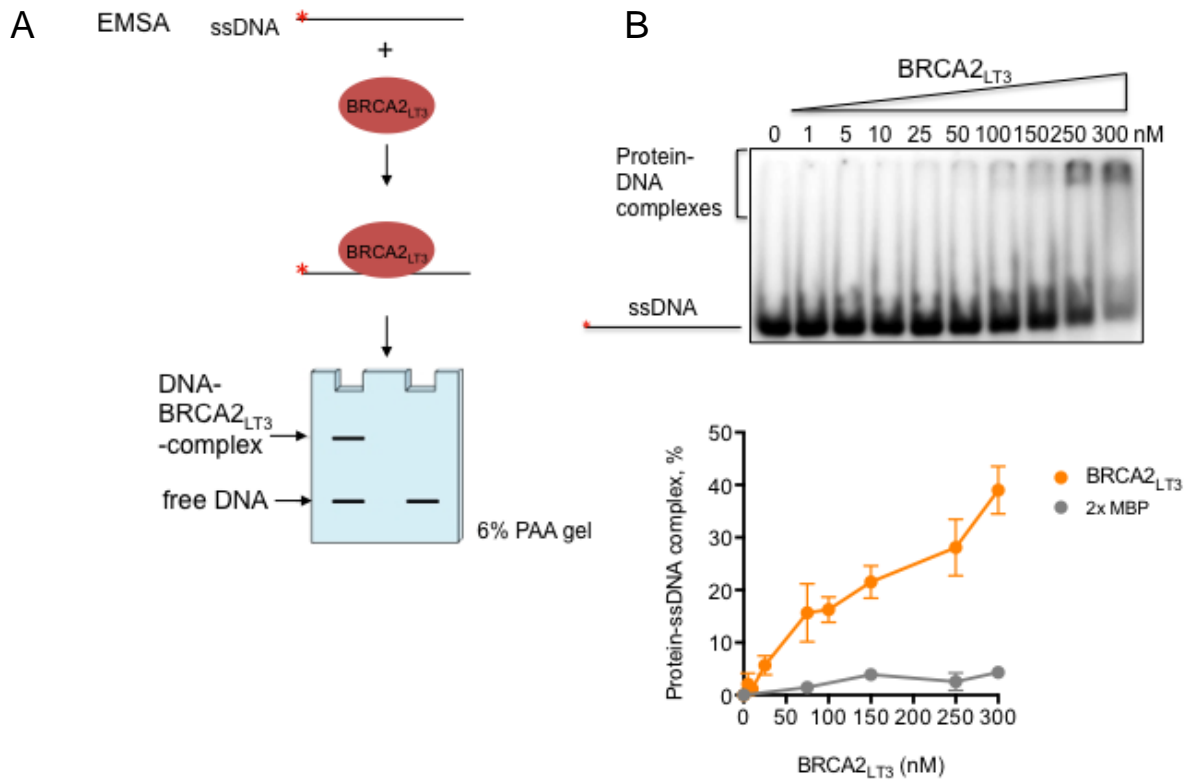 A
EMSA
ssDNA
*
+
BRCA2LT3
BRCA2LT3
*
DNA-
BRCA2LT3
-complex
free DNA
6% PAA gel
B
BRCA2LT3
0 1 5 10 25 50 100 150 250 300 nM
Protein-
DNA
complexes
ssDNA
*
Protein-ssDNA complex, %
50
40
30
20
10
0
0 50 100 150 200 250 300
BRCA2LT3 (nM)
BRCA2LT3
2x MBP